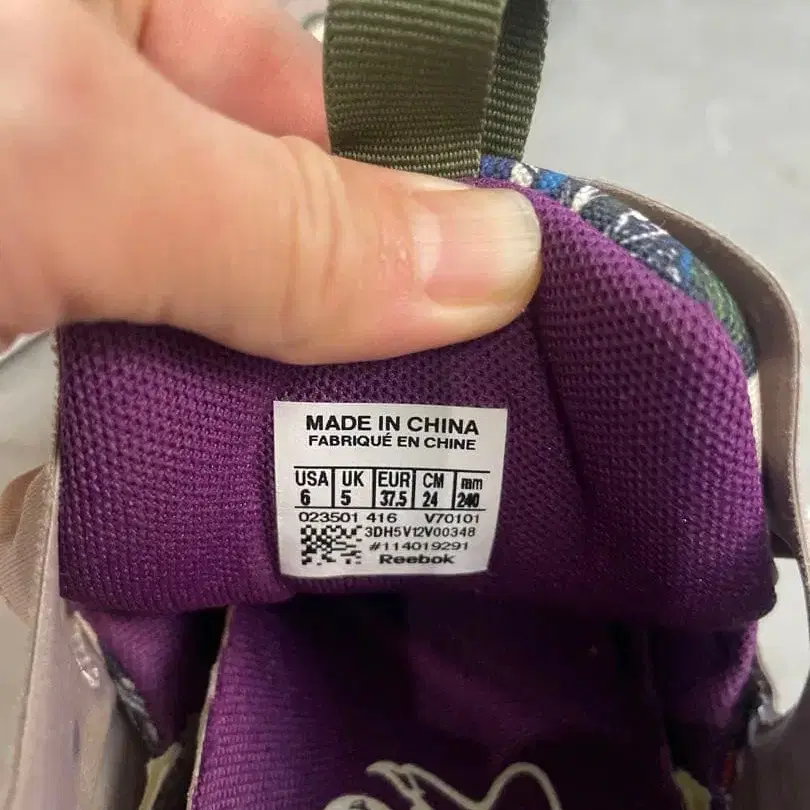 MADE IN CHINA
FABRIQUÉ EN CHINE
USA UK EUR CM mm
6 5 37.5 24 240
023501 416 V70101
3DH5V12V00348
#114019291
Reebok